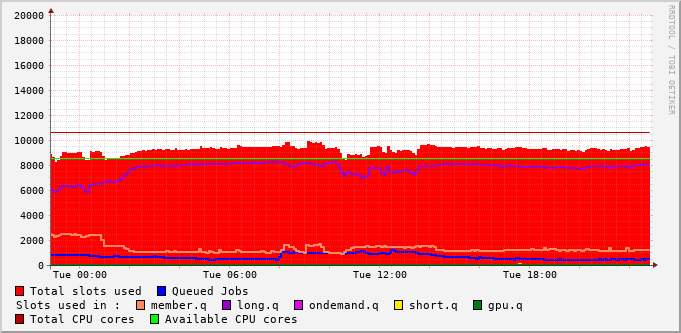 20000
18000
16000
14000
12000
10000
8000
6000
4000
2000
0
Tue 00:00 Tue 06:00 Tue 12:00 Tue 18:00
RRDTOOL / TOBI OETIKER
Total slots used Queued Jobs
Slots used in : member.q long.q ondemand.q short.q gpu.q
Total CPU cores Available CPU cores